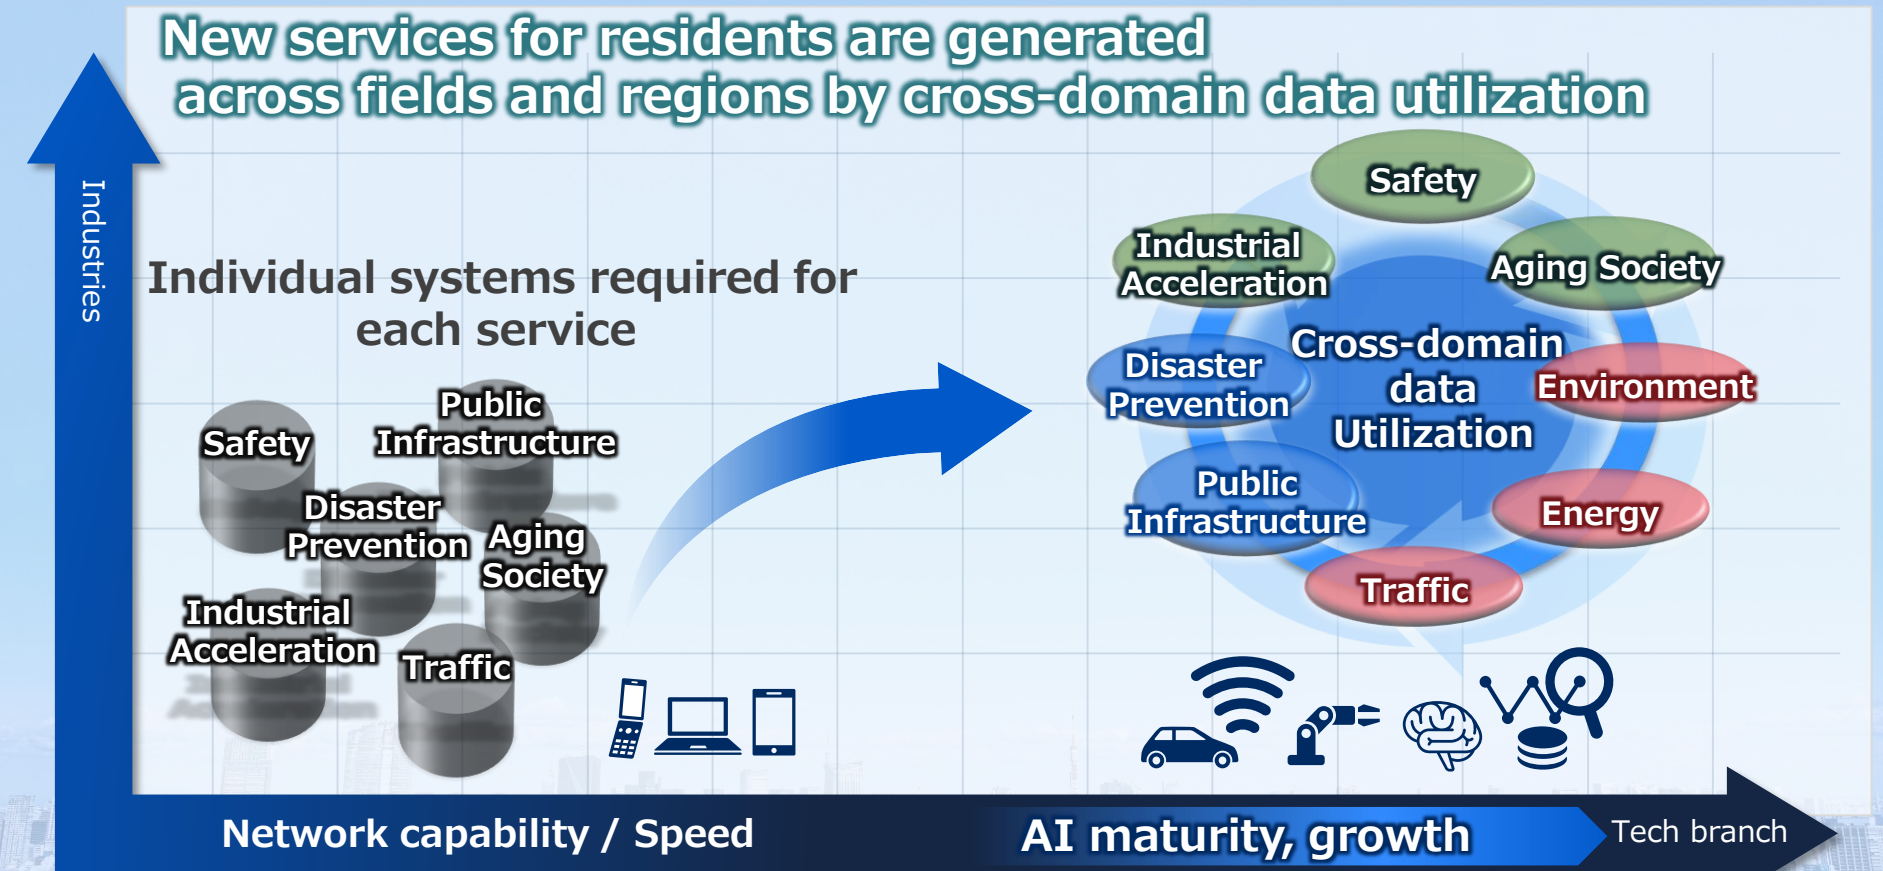 New services for residents are generated
across fields and regions by cross-domain data utilization
Industries
Individual systems required for
each service
Safety
Public
Infrastructure
Disaster
Prevention
Aging
Society
Industrial
Acceleration
Traffic
Safety
Industrial
Acceleration
Aging Society
Cross-domain
data
Utilization
Disaster
Prevention
Environment
Public
Infrastructure
Energy
Traffic
Network capability / Speed
AI maturity, growth
Tech branch